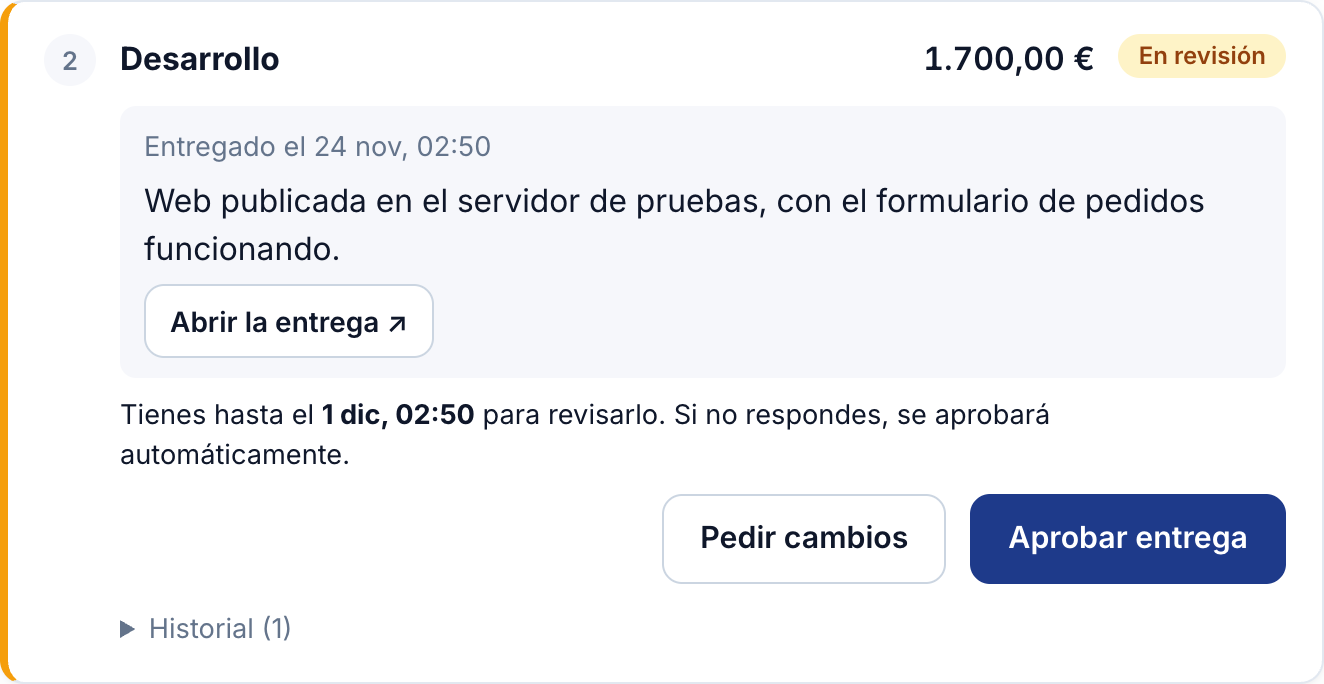 2 Desarrollo 1.700,00 € En revisión
Entregado el 24 nov, 02:50
Web publicada en el servidor de pruebas, con el formulario de pedidos
funcionando.
Abrir la entrega ↗
Tienes hasta el 1 dic, 02:50 para revisarlo. Si no respondes, se aprobará
automáticamente.
Pedir cambios Aprobar entrega
▶ Historial (1)